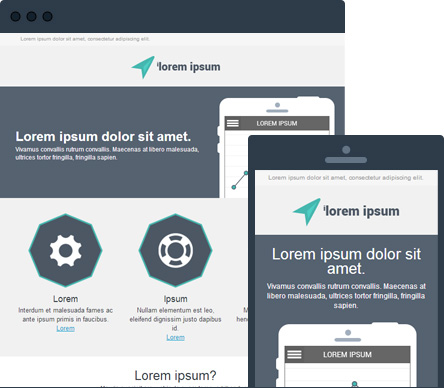 Lorem ipsum dolor sit amet, consectetur adipiscing elit.
lorem ipsum
Lorem ipsum dolor sit amet.
Vivamus convallis rutrum convallis. Maecenas at libero malesuada,
ultrices tortor fringilla, fringilla sapien.
LOREM IPSUM
Lorem
Interdum et malesuada fames ac
ante ipsum primis in faucibus.
Lorem
Ipsum
Nullam elementum est leo,
eleifend dignissim justo dapibus
id.
Lorem
Lorem ipsum?
Lorem ipsum dolor sit amet, consectetur adipiscing elit.
lorem ipsum
Lorem ipsum dolor sit
amet.
Vivamus convallis rutrum convallis. Maecenas at
libero malesuada, ultrices tortor fringilla, fringilla
sapien.
LOREM IPSUM